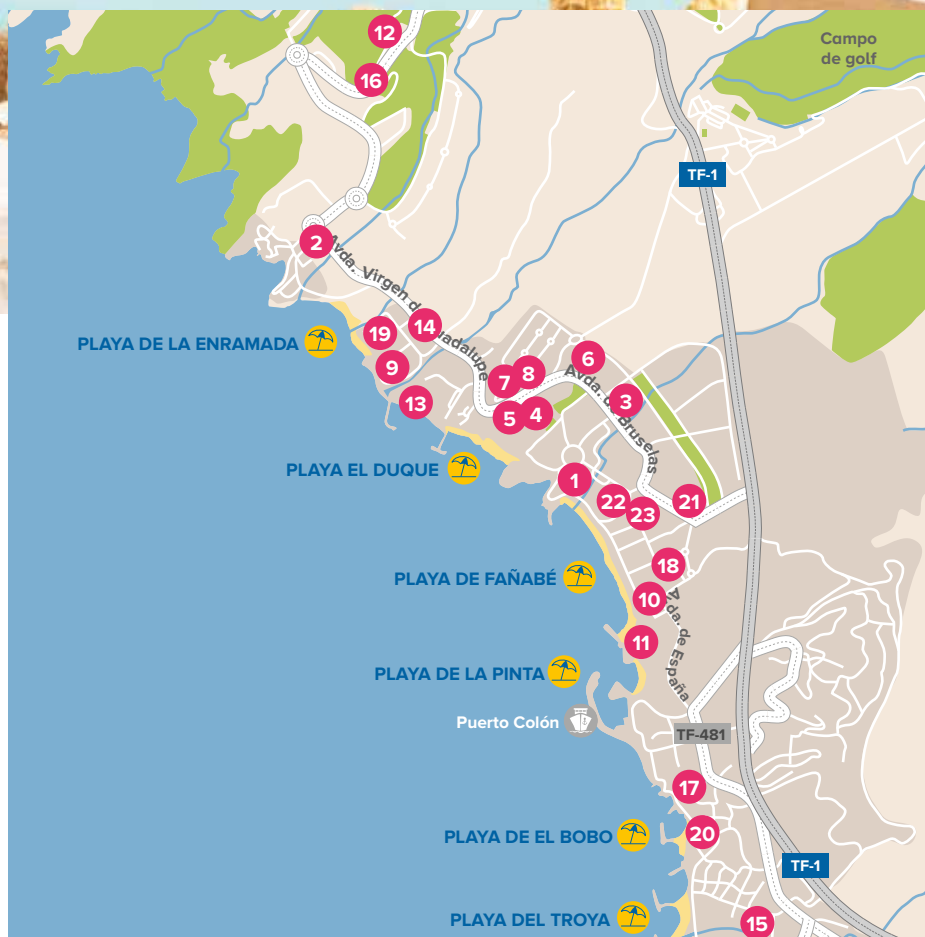 12
Campo
de golf
16
TF-1
2
Avda. Virgen de Guadalupe
14
19
PLAYA DE LA ENRAMADA
9
6
8
7
Avda. de Bruselas
3
13
5
4
PLAYA EL DUQUE
1
22
21
23
18
PLAYA DE FAÑABÉ
10
Avda. de España
11
PLAYA DE LA PINTA
Puerto Colón
TF-481
17
20
PLAYA DE EL BOBO
TF-1
PLAYA DEL TROYA
15